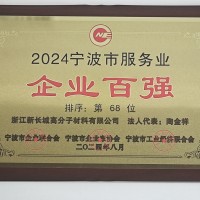 2024宁波市服务业
企业百强
排序：第 68 位
浙江新长城高分子材料有限公司 法人代表：陶金祥
宁波市企业联合会 宁波市企业家协会 宁波市工业经济联合会
二〇二四年八月